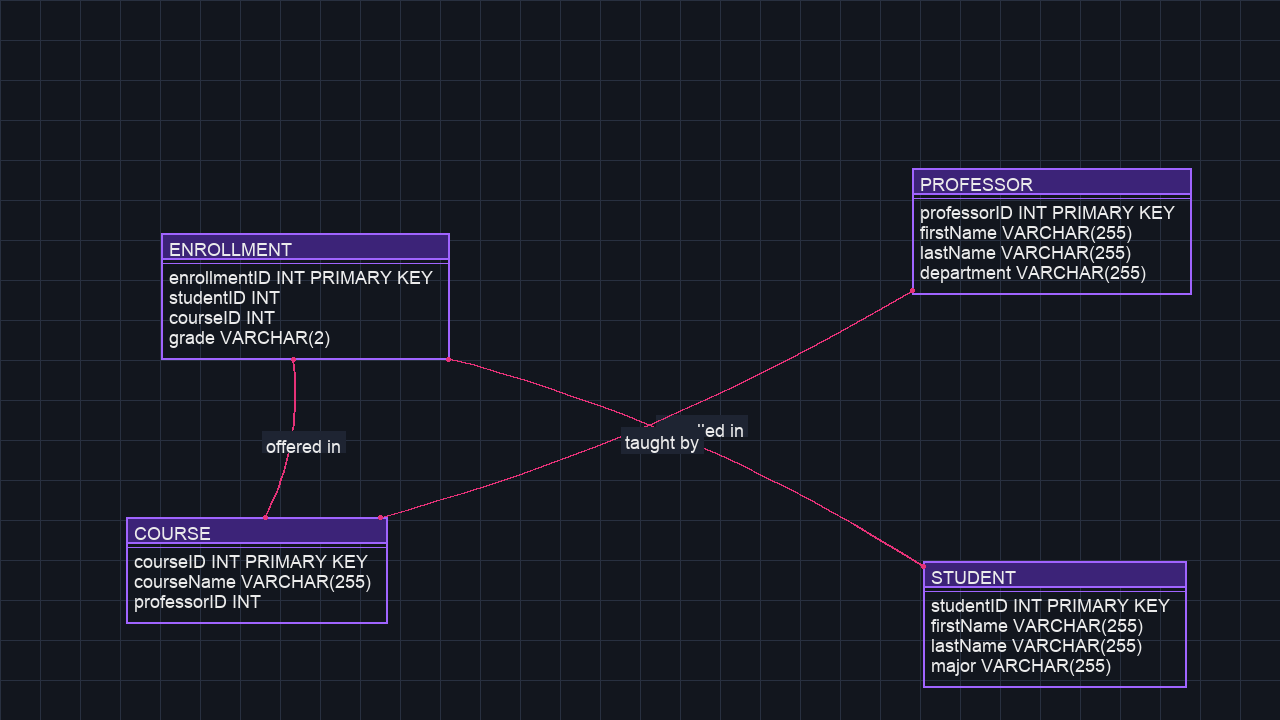 PROFESSOR
professorID INT PRIMARY KEY
firstName VARCHAR(255)
lastName VARCHAR(255)
department VARCHAR(255)
ENROLLMENT
enrollmentID INT PRIMARY KEY
studentID INT
courseID INT
grade VARCHAR(2)
in
taught by
offered in
COURSE
courseID INT PRIMARY KEY
courseName VARCHAR(255)
professorID INT
STUDENT
studentID INT PRIMARY KEY
firstName VARCHAR(255)
lastName VARCHAR(255)
major VARCHAR(255)